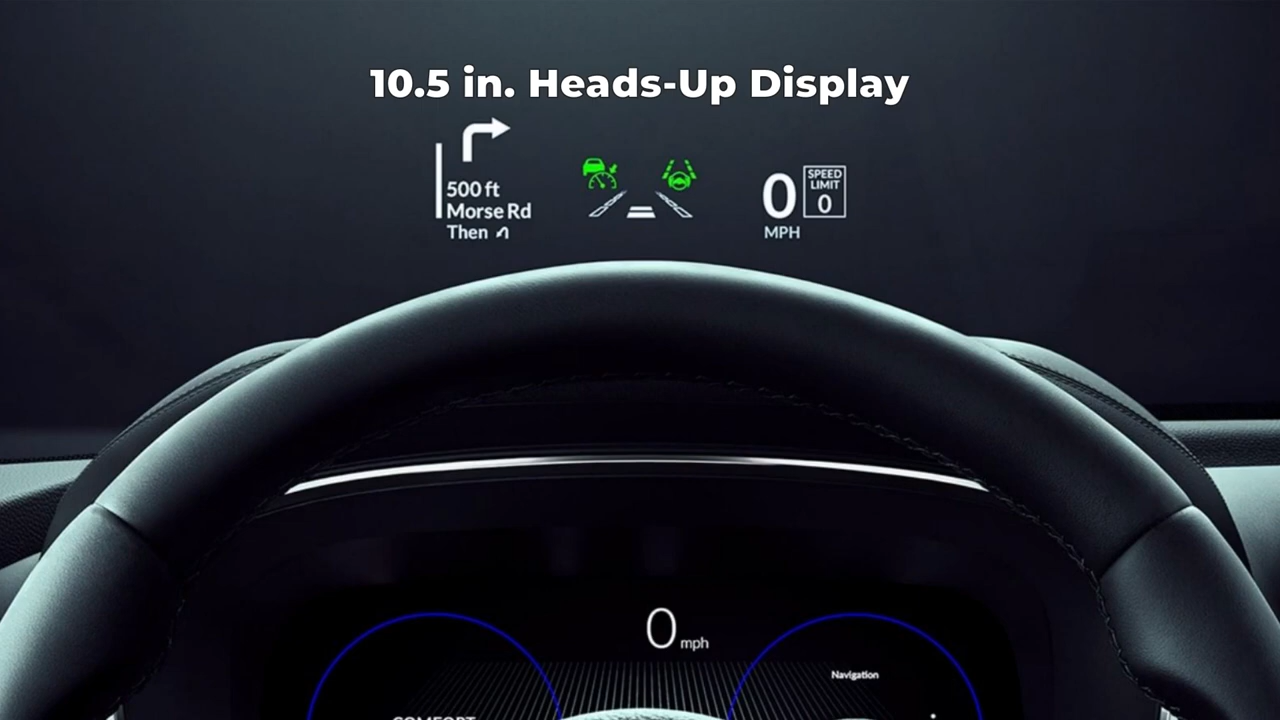 10.5 in. Heads-Up Display
500 ft
Morse Rd
Then
0
MPH
SPEED
LIMIT
0
0 mph
Navigation
COMFORT